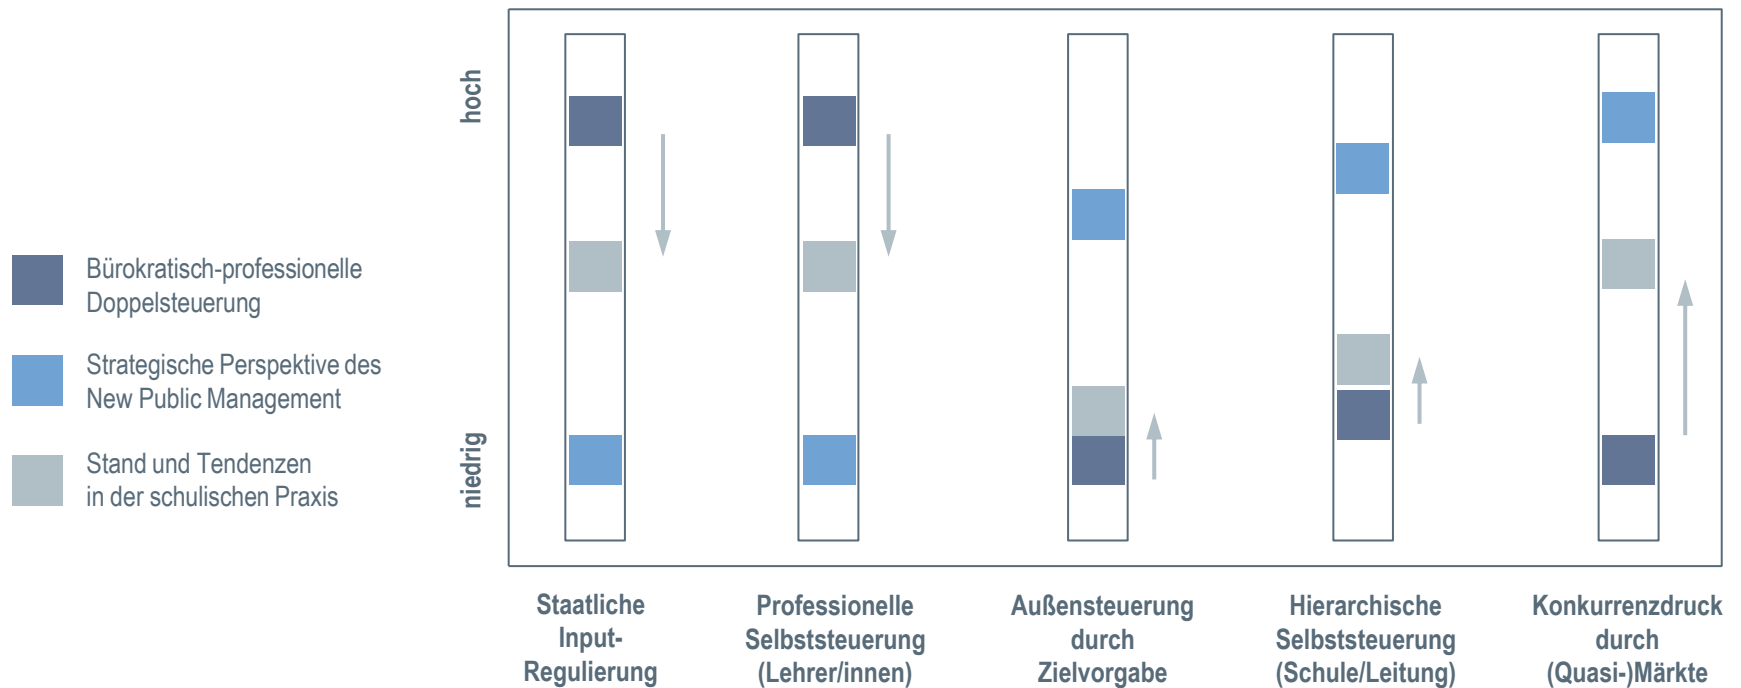 hoch
niedrig
Bürokratisch-professionelle
Doppelsteuerung
Strategische Perspektive des
New Public Management
Stand und Tendenzen
in der schulischen Praxis
Staatliche
Input-
Regulierung
Professionelle
Selbststeuerung
(Lehrer/innen)
Außensteuerung
durch
Zielvorgabe
Hierarchische
Selbststeuerung
(Schule/Leitung)
Konkurrenzdruck
durch
(Quasi-)Märkte